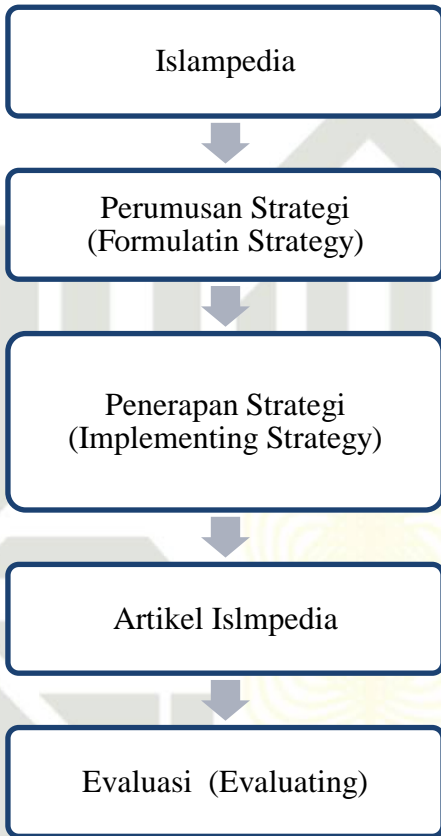 Islampedia
Perumusan Strategi
(Formulatin Strategy)
Penerapan Strategi
(Implementing Strategy)
Artikel Islmpedia
Evaluasi (Evaluating)